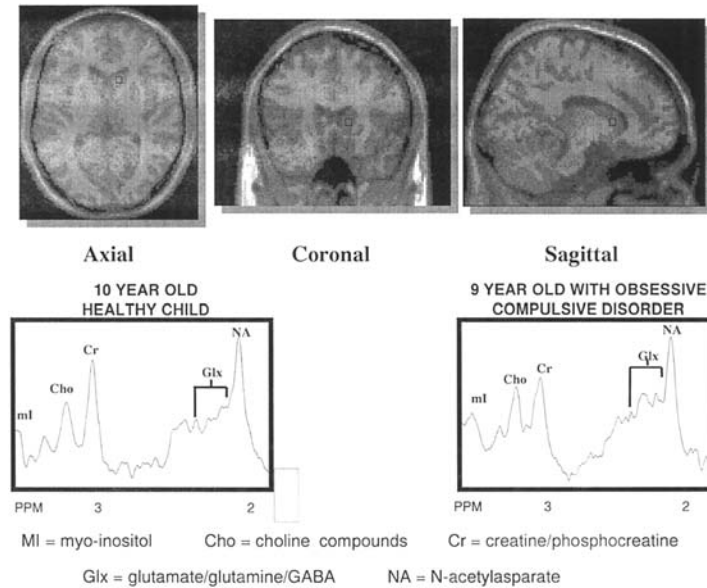 Axial
Coronal
Sagittal
10 YEAR OLD
HEALTHY CHILD
9 YEAR OLD WITH OBSESSIVE
COMPULSIVE DISORDER
mI
Cho
Cr
Glx
NA
mI
Cho
Cr
Glx
NA
PPM 3 2
PPM 3 2
MI = myo-inositol Cho = choline compounds Cr = creatine/phosphocreatine
Glx = glutamate/glutamine/GABA NA = N-acetylasparate